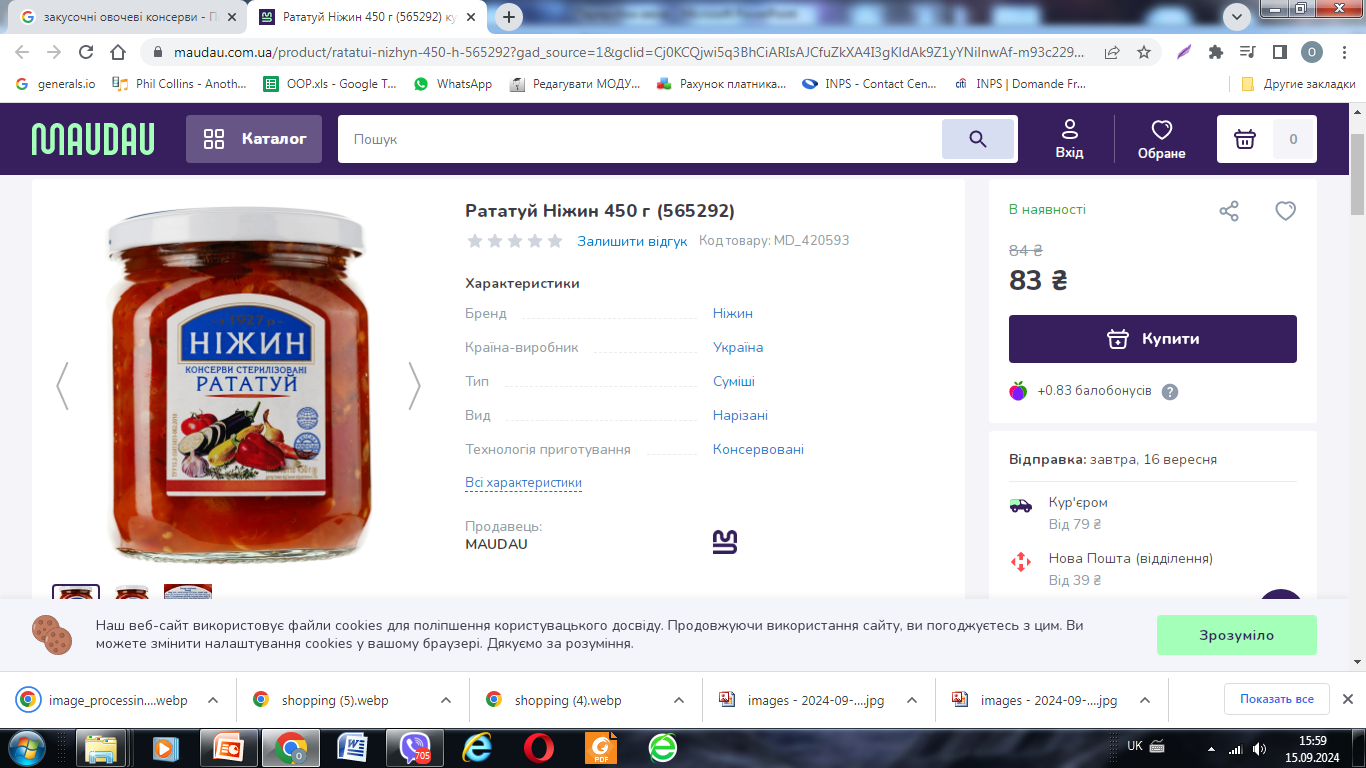 закусочні овочеві консерви - П
Рататуй Ніжин 450 г (565292) ку
maudau.com.ua/product/ratatui-nizhyn-450-h-565292?gad_source=1&gclid=Cj0KCQjwi5q3BhCiARIsAJCfuZkXA4I3gKIdAk9Z1yYNiInwAf-m93c229...
O
generals.io
Phil Collins - Anoth...
OOP.xls - Google T...
WhatsApp
Редагувати МОДУ...
Рахунок платника...
INPS - Contact Cen...
INPS | Domande Fr...
Другие закладки
MAUDAU
Каталог
Пошук
Вхід
Обране
0
Рататуй Ніжин 450 г (565292)
Залишити відгук
Код товару: MD_420593
Характеристики
Бренд Ніжин
Країна-виробник Україна
Тип Суміші
Вид Нарізані
Технологія приготування Консервовані
Всі характеристики
Продавець:
MAUDAU
НІЖИН
КОНСЕРВИ СТЕРИЛІЗОВАНІ
РАТАТУЙ
В наявності
84 ₴
83 ₴
Купити
+0.83 балобонусів
?
Відправка: завтра, 16 вересня
Кур'єром
Від 79 ₴
Нова Пошта (відділення)
Від 39 ₴
Наш веб-сайт використовує файли cookies для поліпшення користувацького досвіду. Продовжуючи використання сайту, ви погоджуєтесь з цим. Ви
можете змінити налаштування cookies у вашому браузері. Дякуємо за розуміння.
Зрозуміло
image_processin....webp
shopping (5).webp
shopping (4).webp
images - 2024-09-....jpg
images - 2024-09-....jpg
Показать все
705
PDF
UK
15:59
15.09.2024